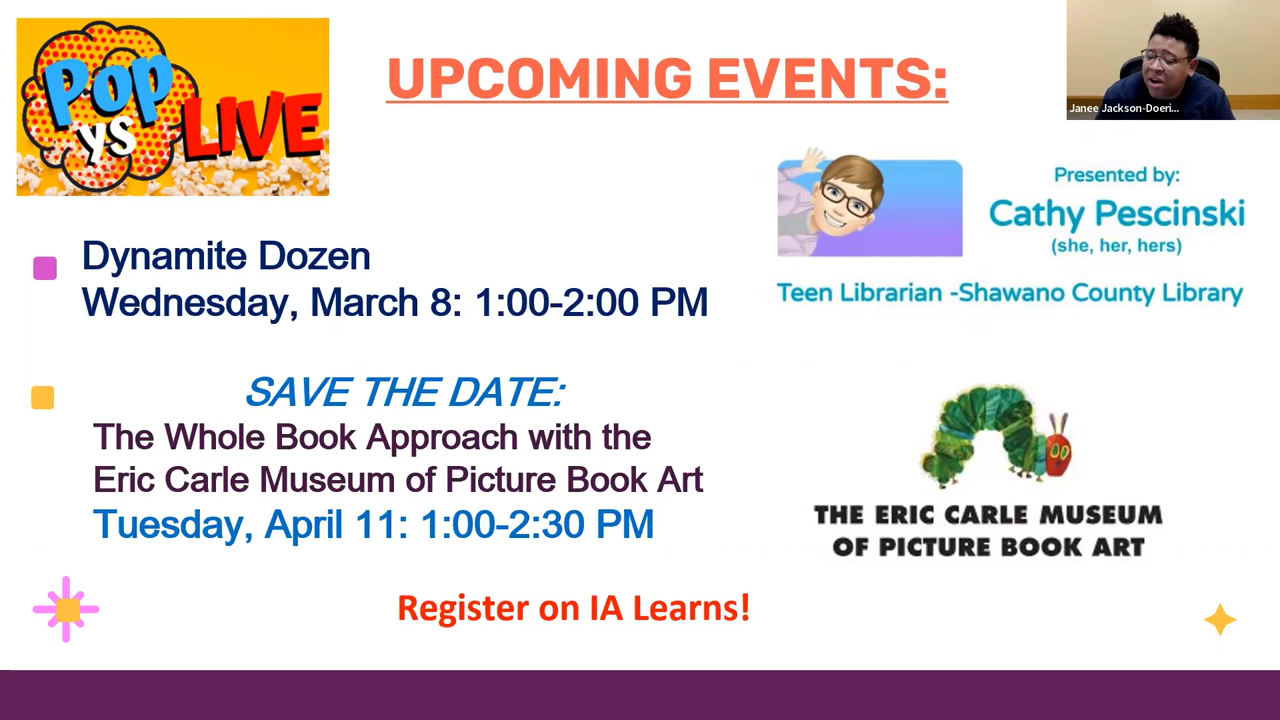 Pop
YS LIVE
UPCOMING EVENTS:
Janee Jackson-Doeri...
Presented by:
Cathy Pescinski
(she, her, hers)
Teen Librarian -Shawano County Library
Dynamite Dozen
Wednesday, March 8: 1:00-2:00 PM
SAVE THE DATE:
The Whole Book Approach with the
Eric Carle Museum of Picture Book Art
Tuesday, April 11: 1:00-2:30 PM
THE ERIC CARLE MUSEUM
OF PICTURE BOOK ART
Register on IA Learns!